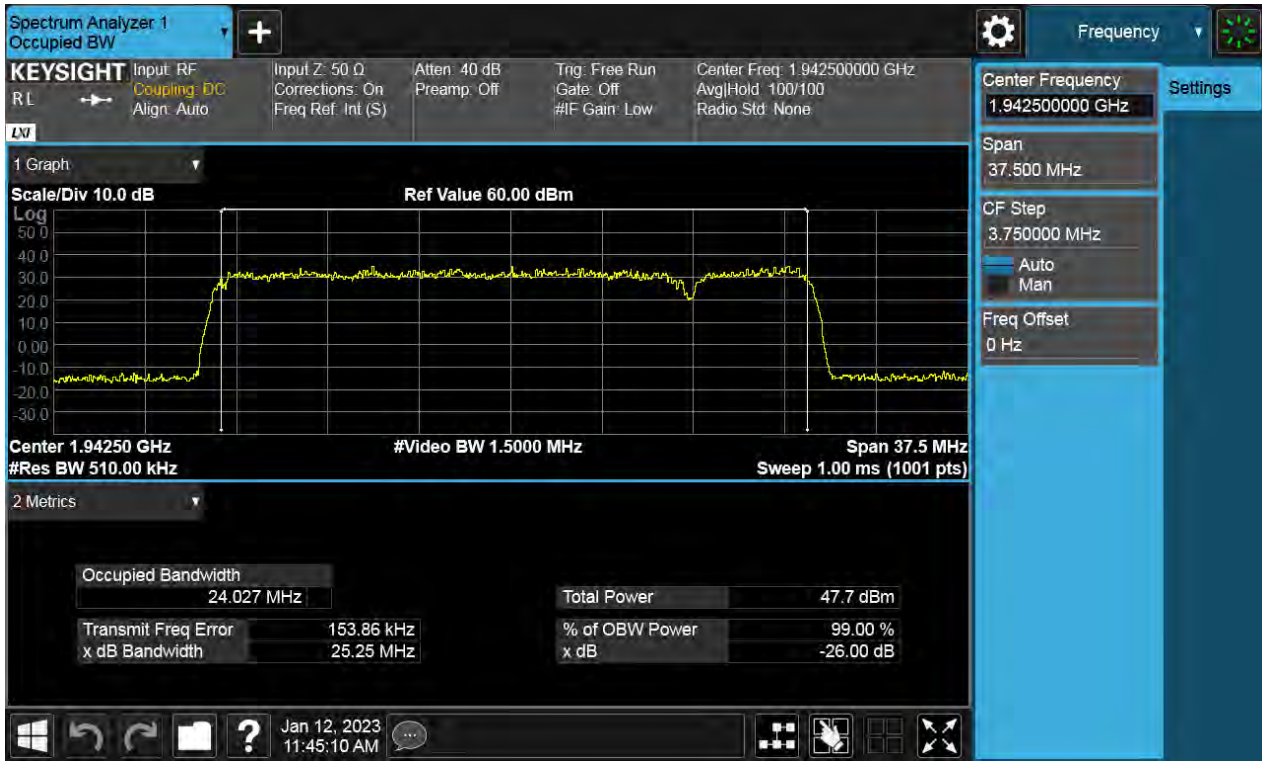 Spectrum Analyzer 1
Occupied BW
+
Frequency
KEYSIGHT
RL
LXI
Input: RF
Coupling: DC
Align: Auto
Input Z: 50 Ω
Corrections: On
Freq Ref: Int (S)
Atten: 40 dB
Preamp: Off
Trig: Free Run
Gate: Off
#IF Gain: Low
Center Freq: 1.942500000 GHz
Avg|Hold: 100/100
Radio Std: None
1 Graph
Scale/Div 10.0 dB
Ref Value 60.00 dBm
Log
50.0
40.0
30.0
20.0
10.0
0.00
-10.0
-20.0
-30.0
Center 1.94250 GHz
#Video BW 1.5000 MHz
Span 37.5 MHz
#Res BW 510.00 kHz
Sweep 1.00 ms (1001 pts)
2 Metrics
Occupied Bandwidth
24.027 MHz
Total Power 47.7 dBm
Transmit Freq Error 153.86 kHz
% of OBW Power 99.00 %
x dB Bandwidth 25.25 MHz
x dB -26.00 dB
?
Jan 12, 2023
11:45:10 AM
Center Frequency
1.942500000 GHz
Settings
Span
37.500 MHz
CF Step
3.750000 MHz
Auto
Man
Freq Offset
0 Hz